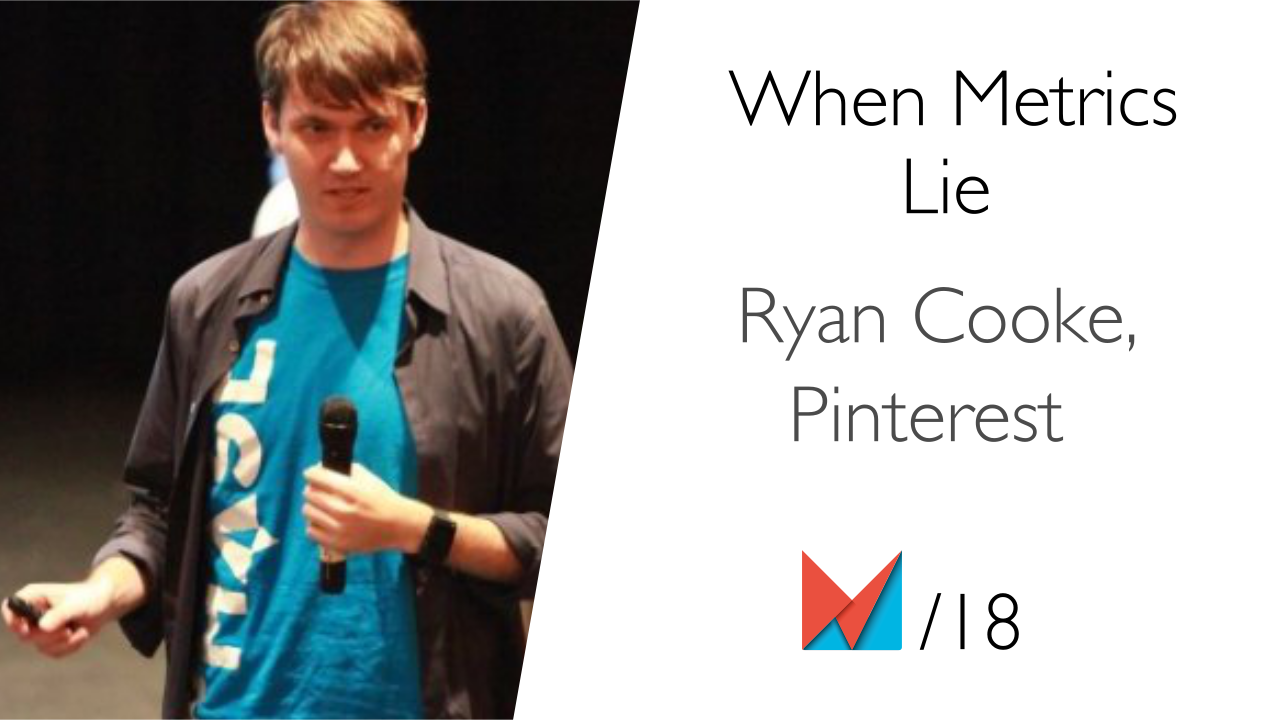 When Metrics
Lie
Ryan Cooke,
Pinterest
/18